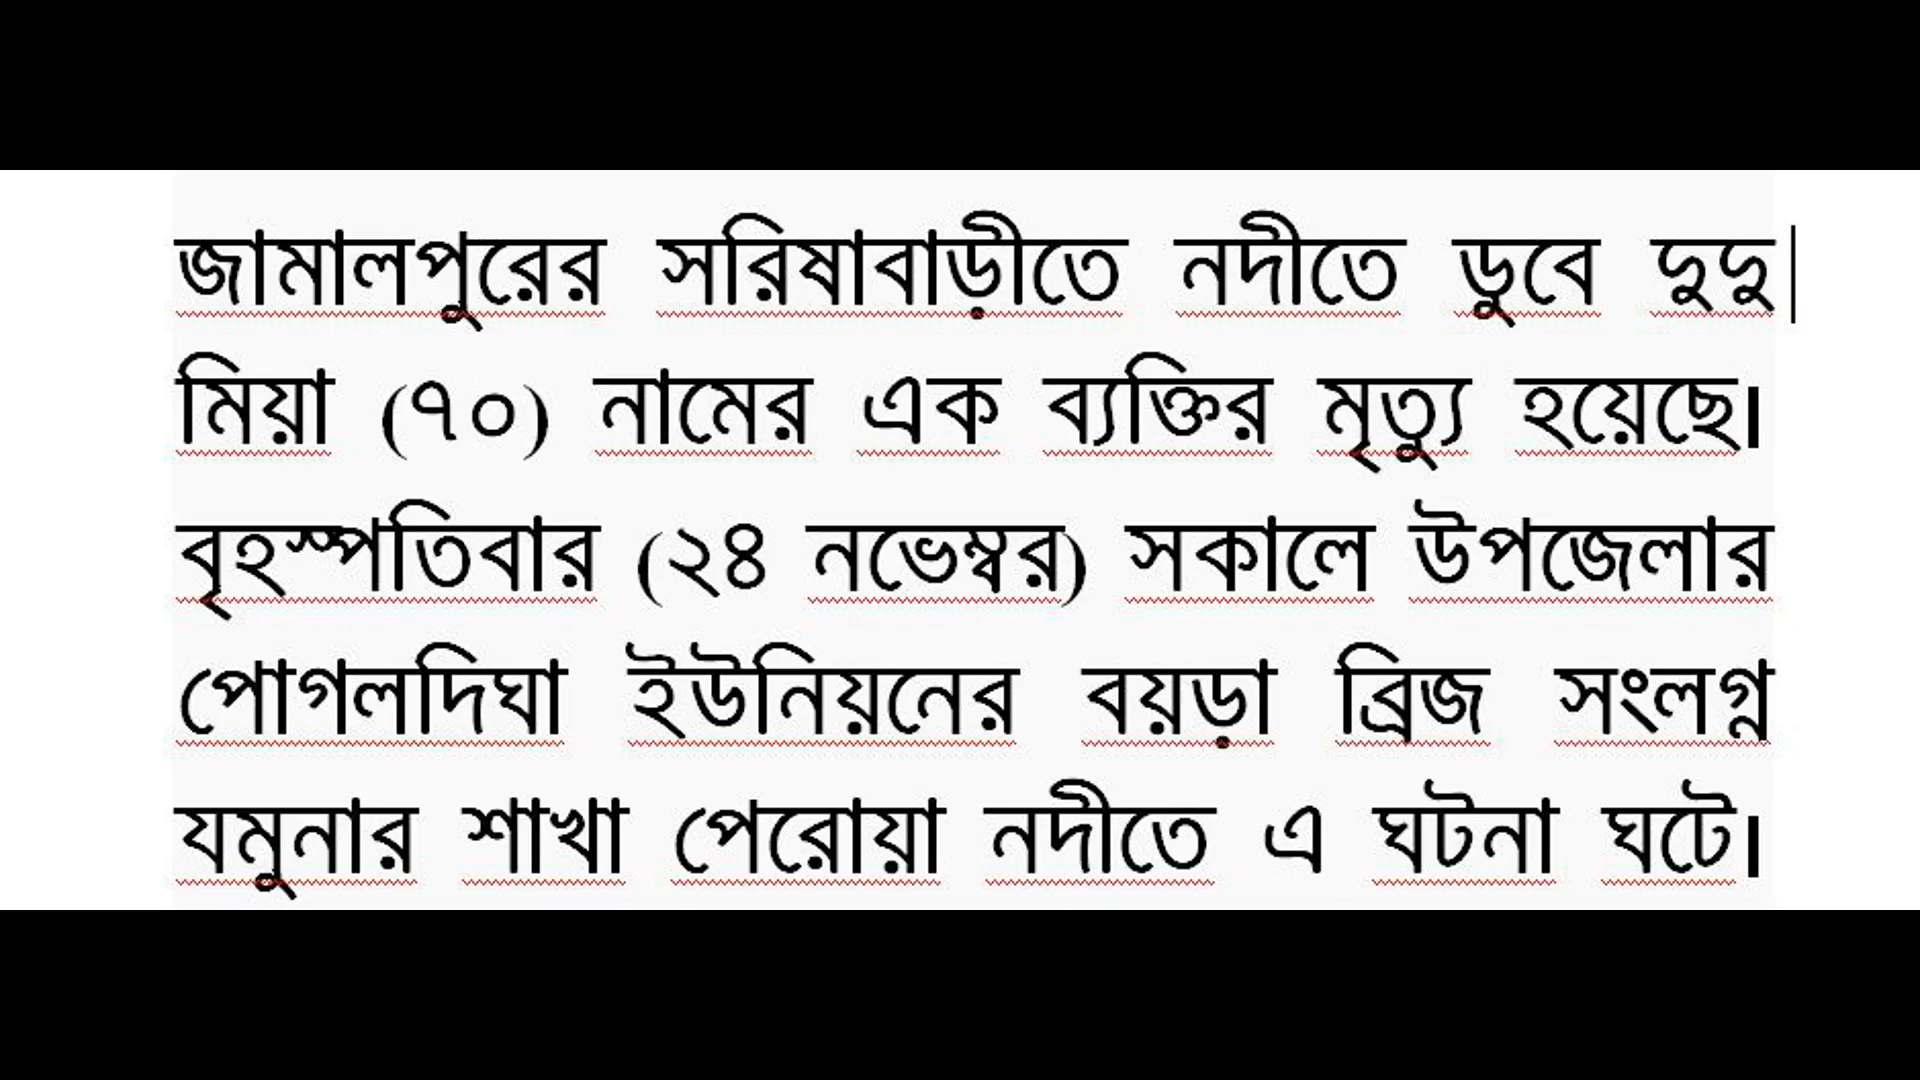 জামালপুরের সরিষাবাড়ীতে নদীতে ডুবে দুদু
মিয়া (৭০) নামের এক ব্যক্তির মৃত্যু হয়েছে।
বৃহস্পতিবার (২৪ নভেম্বর) সকালে উপজেলার
পোগলদিঘা ইউনিয়নের বয়ড়া ব্রিজ সংলগ্ন
যমুনার শাখা পেরোয়া নদীতে এ ঘটনা ঘটে।